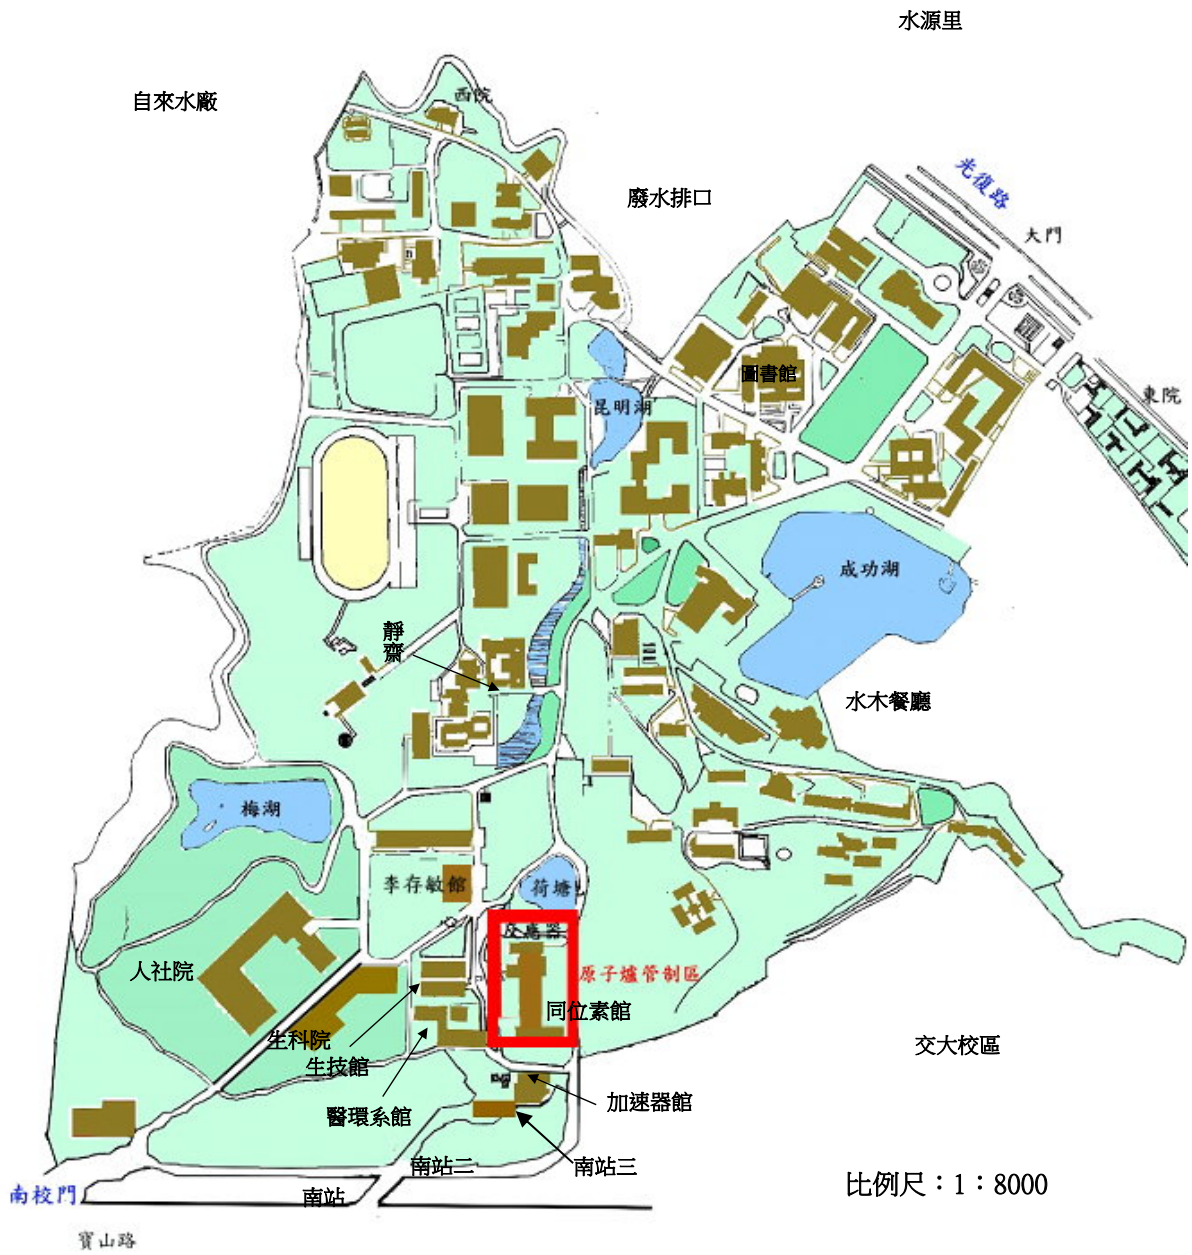 水源里
自來水廠
西院
光復路
廢水排口
大門
圖書館
東院
昆明湖
成功湖
靜
齋
水木餐廳
梅湖
李存敏館
荷塘
反應器
人社院
原子爐管制區
同位素館
生科院
生技館
交大校區
加速器館
醫環系館
南站二
南站三
南校門
南站
比例尺：1：8000
寶山路